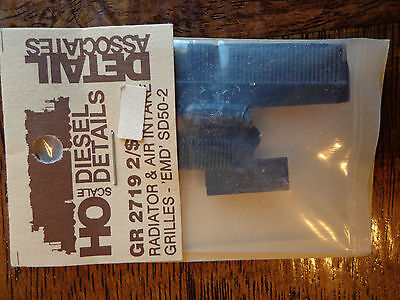 DETAIL
ASSOCIATES
HO
SCALE
DIESEL
DETAILS
GR 2719 2/$
RADIATOR & AIR INTAKE
GRILLES - 'EMD' SD50-2